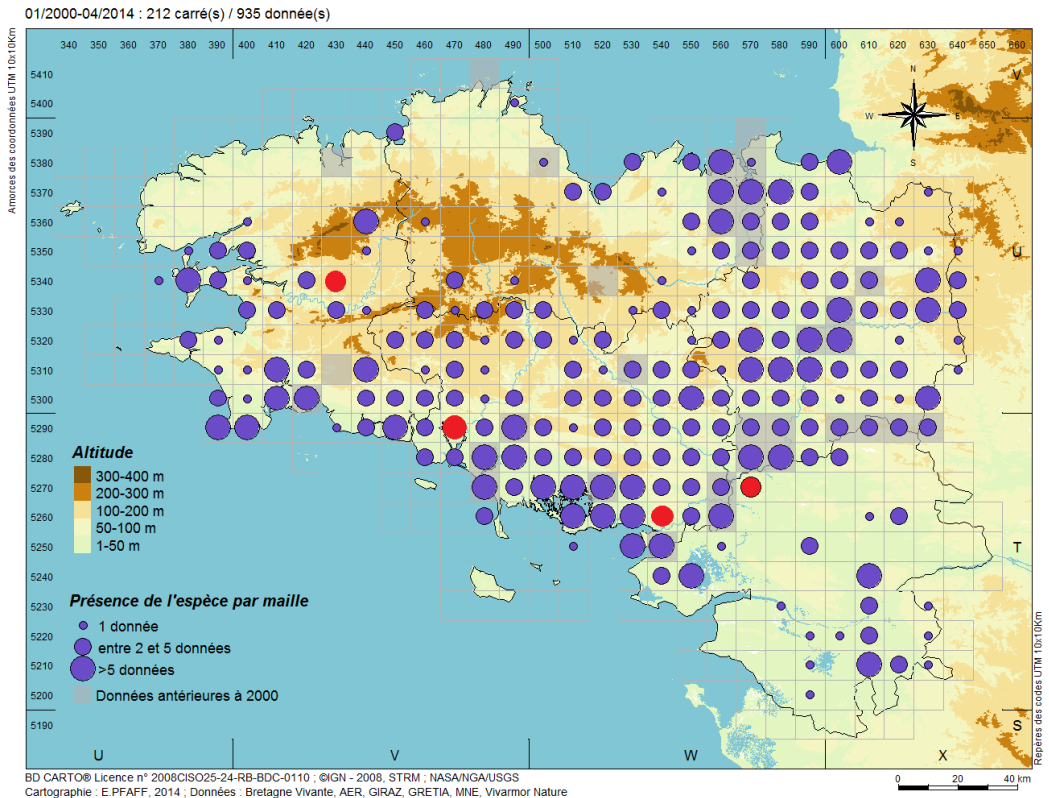 01/2000-04/2014 : 212 carré(s) / 935 donnée(s)
Amorces des coordonnées UTM 10x10Km
340 350 360 370 380 390 400 410 420 430 440 450 460 470 480 490 500 510 520 530 540 550 560 570 580 590 600 610 620 630 640 650 660
5410
5400
5390
5380
5370
5360
5350
5340
5330
5320
5310
5300
5290
5280
5270
5260
5250
5240
5230
5220
5210
5200
5190
N
W E
S
V
U
T
S
Altitude
300-400 m
200-300 m
100-200 m
50-100 m
1-50 m
Présence de l'espèce par maille
1 donnée
entre 2 et 5 données
>5 données
Données antérieures à 2000
U V W X
Repères des codes UTM 10x10Km
BD CARTO® Licence n° 2008CISO25-24-RB-BDC-0110 ; ©IGN - 2008, STRM ; NASA/NGA/USGS
Cartographie : E.PFAFF, 2014 ; Données : Bretagne Vivante, AER, GIRAZ, GRETIA, MNE, Vivarmor Nature
0 20 40 km